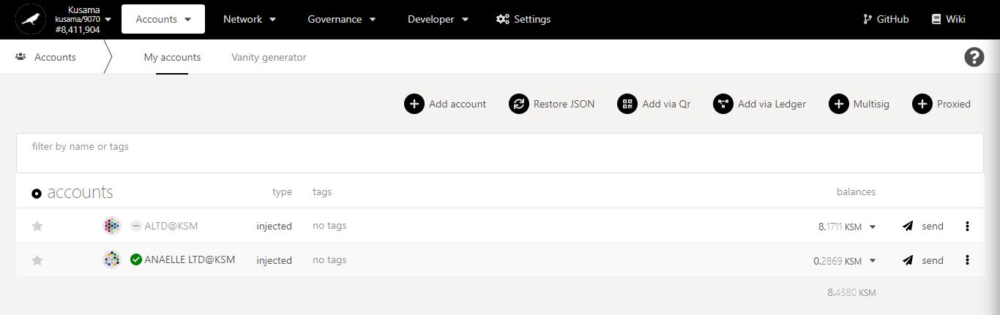 Kusama
kusama/9070
#8,411,904
Accounts
Network
Governance
Developer
Settings
GitHub
Wiki
Accounts
My accounts
Vanity generator
?
Add account
Restore JSON
Add via Qr
Add via Ledger
Multisig
Proxied
filter by name or tags
accounts type tags balances
ALTD@KSM injected no tags 8.1711 KSM send
ANAELLE LTD@KSM injected no tags 0.2869 KSM send
8.4580 KSM